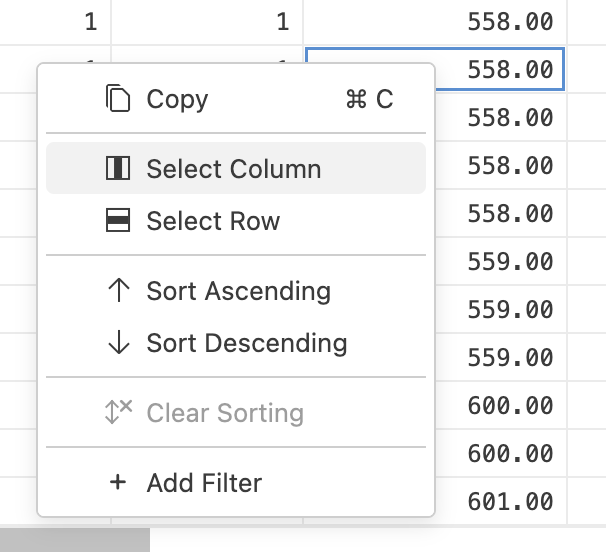 1 1 558.00
558.00
Copy ⌘ C
558.00
Select Column 558.00
Select Row 558.00
559.00
Sort Ascending 559.00
Sort Descending 559.00
Clear Sorting 600.00
600.00
Add Filter
601.00